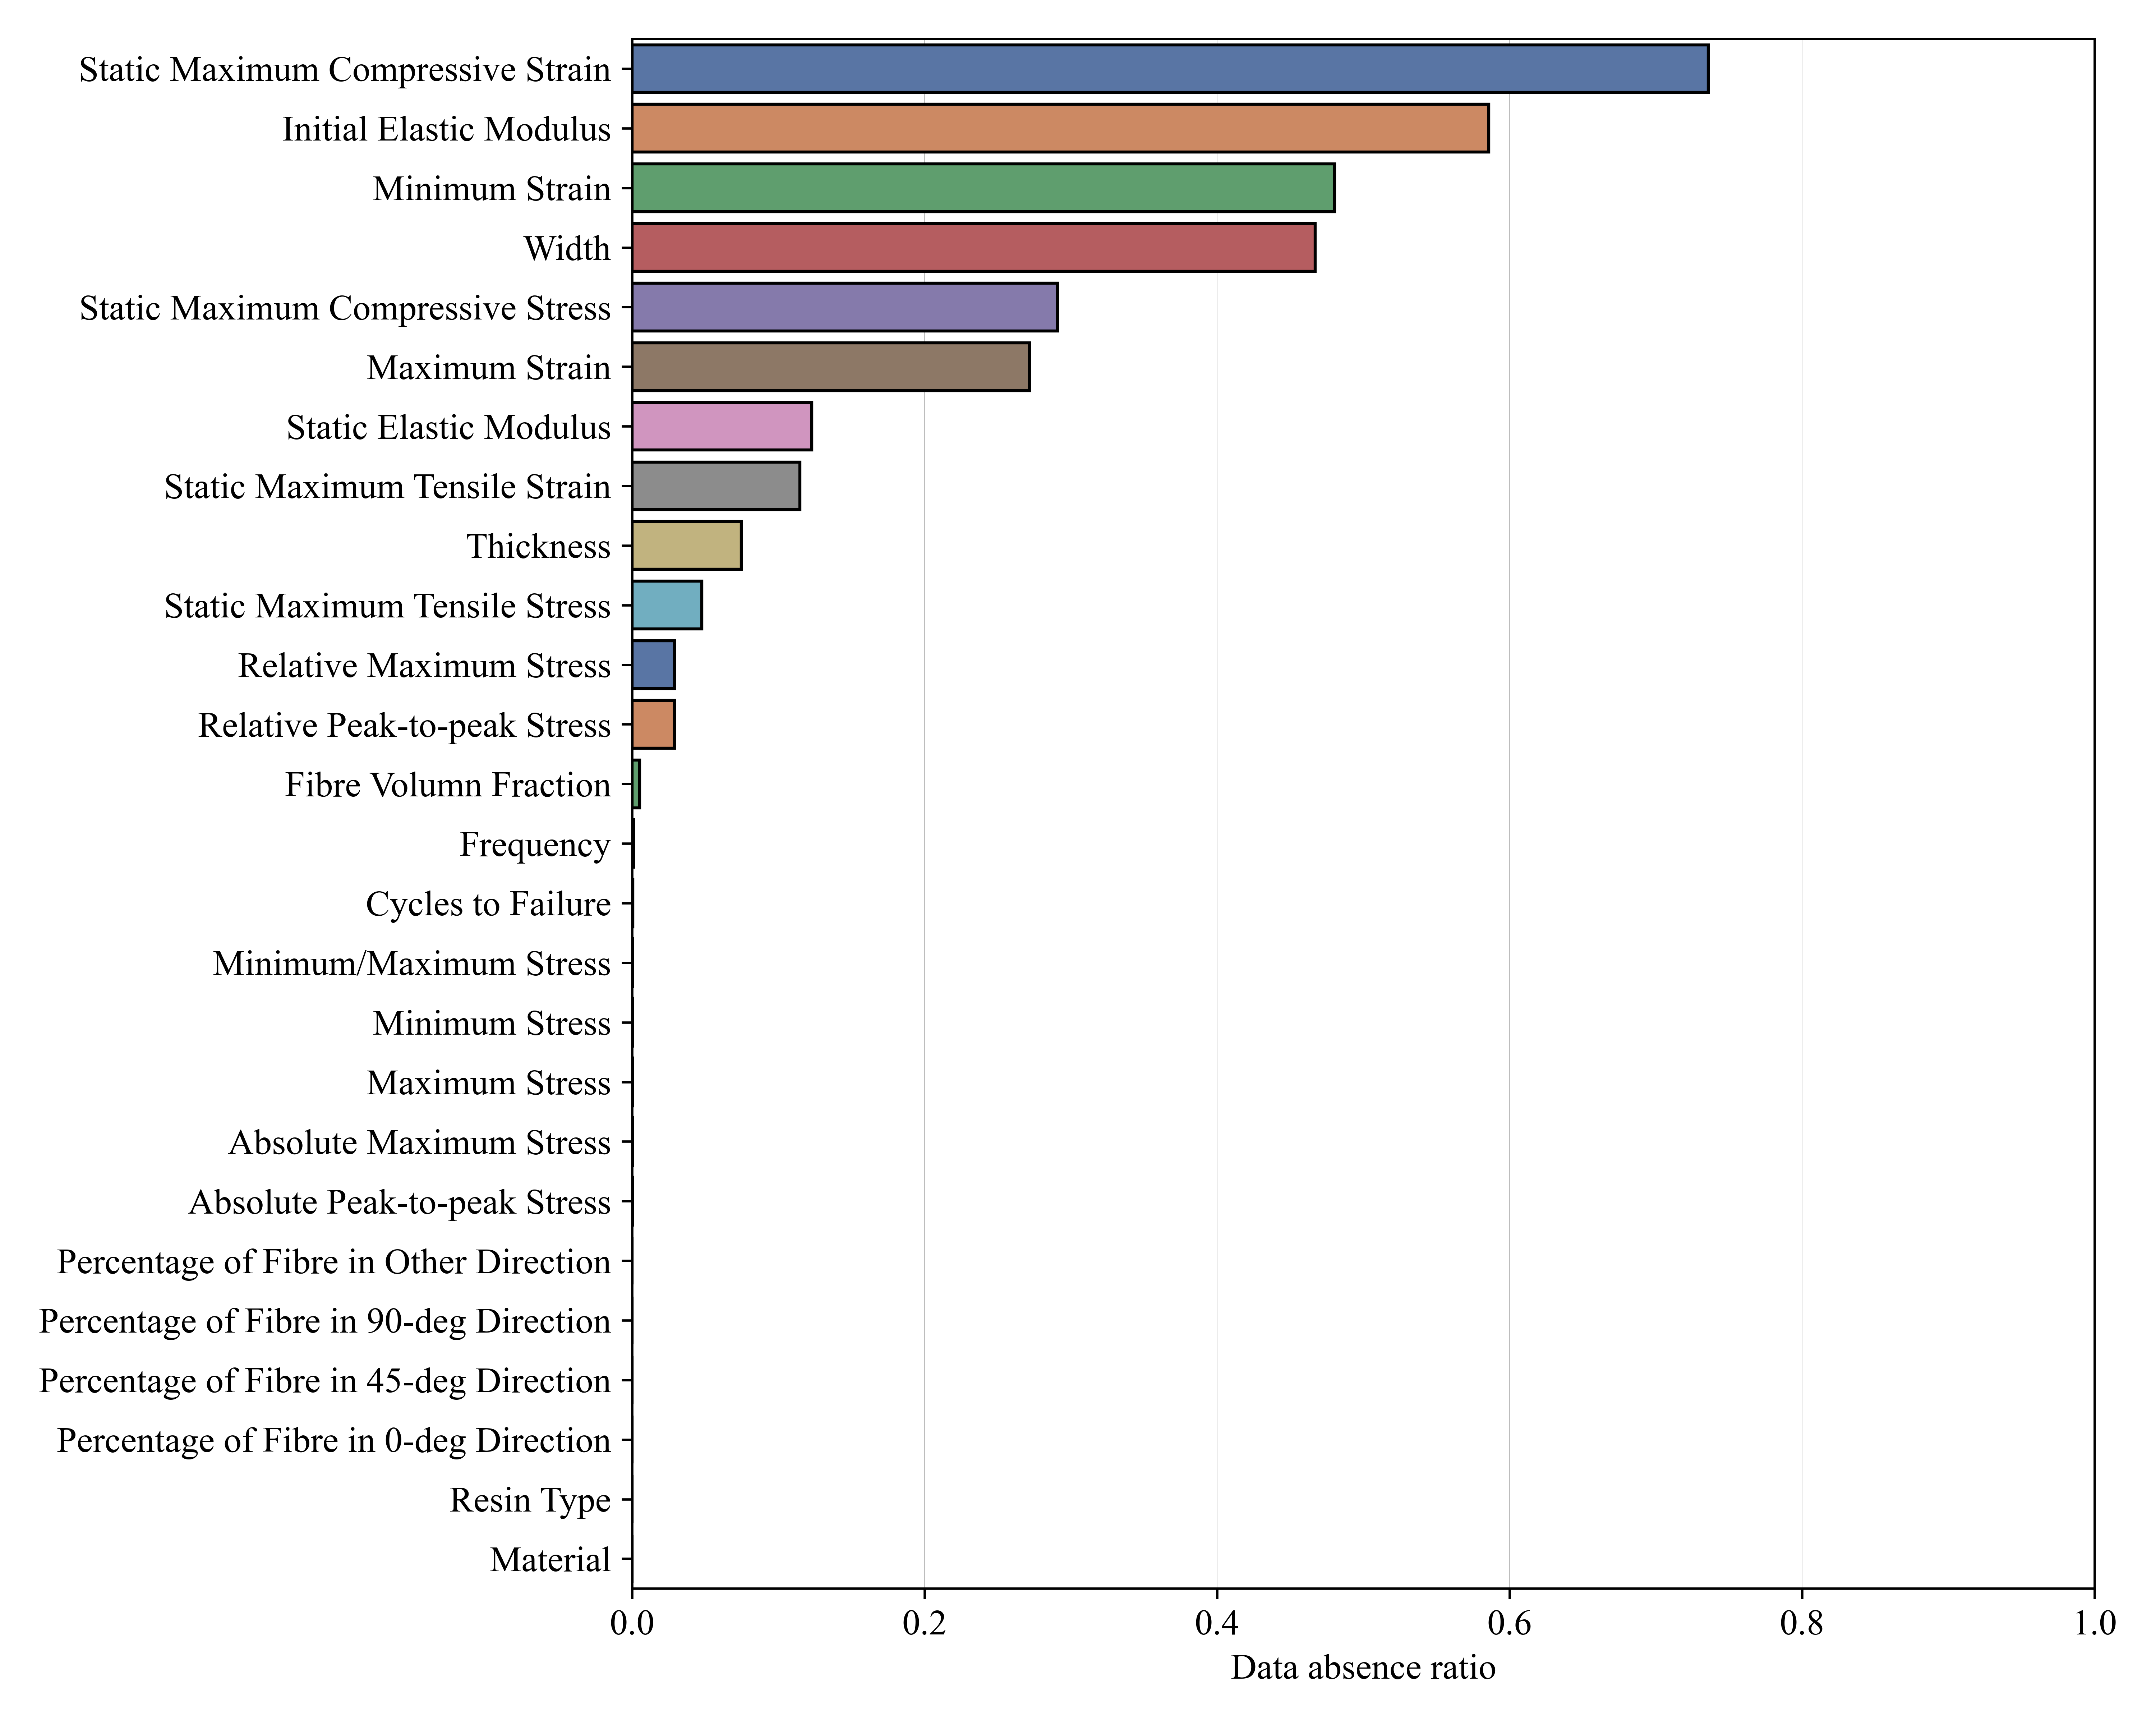 Static Maximum Compressive Strain
Initial Elastic Modulus
Minimum Strain
Width
Static Maximum Compressive Stress
Maximum Strain
Static Elastic Modulus
Static Maximum Tensile Strain
Thickness
Static Maximum Tensile Stress
Relative Maximum Stress
Relative Peak-to-peak Stress
Fibre Volumn Fraction
Frequency
Cycles to Failure
Minimum/Maximum Stress
Minimum Stress
Maximum Stress
Absolute Maximum Stress
Absolute Peak-to-peak Stress
Percentage of Fibre in Other Direction
Percentage of Fibre in 90-deg Direction
Percentage of Fibre in 45-deg Direction
Percentage of Fibre in 0-deg Direction
Resin Type
Material
0.0 0.2 0.4 0.6 0.8 1.0
Data absence ratio